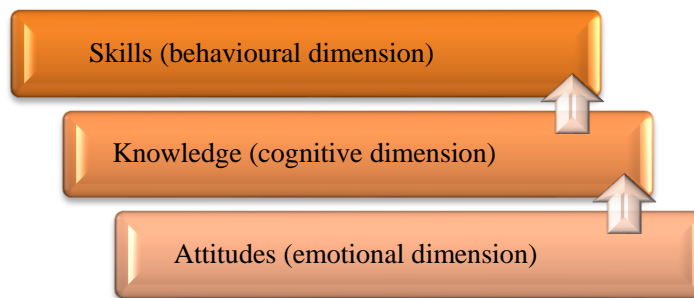 Skills (behavioural dimension)
Knowledge (cognitive dimension)
Attitudes (emotional dimension)